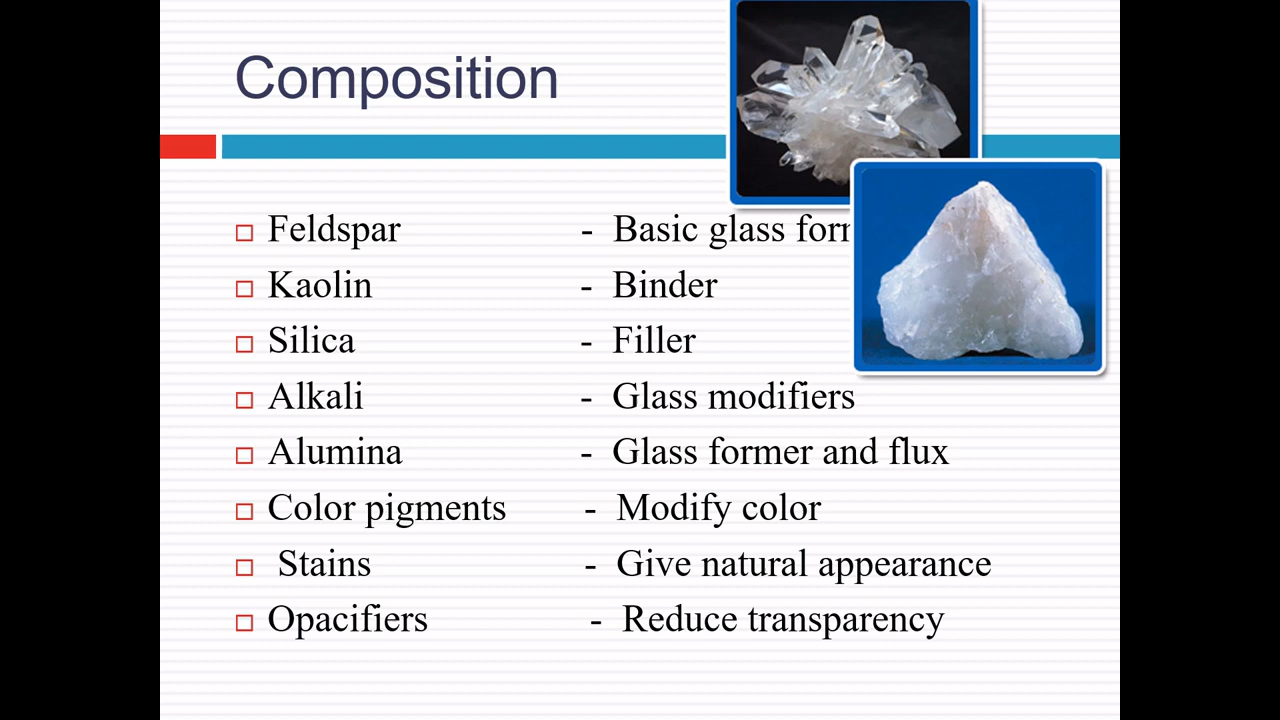 Composition
Feldspar - Basic glass
Kaolin - Binder
Silica - Filler
Alkali - Glass modifiers
Alumina - Glass former and flux
Color pigments - Modify color
Stains - Give natural appearance
Opacifiers - Reduce transparency